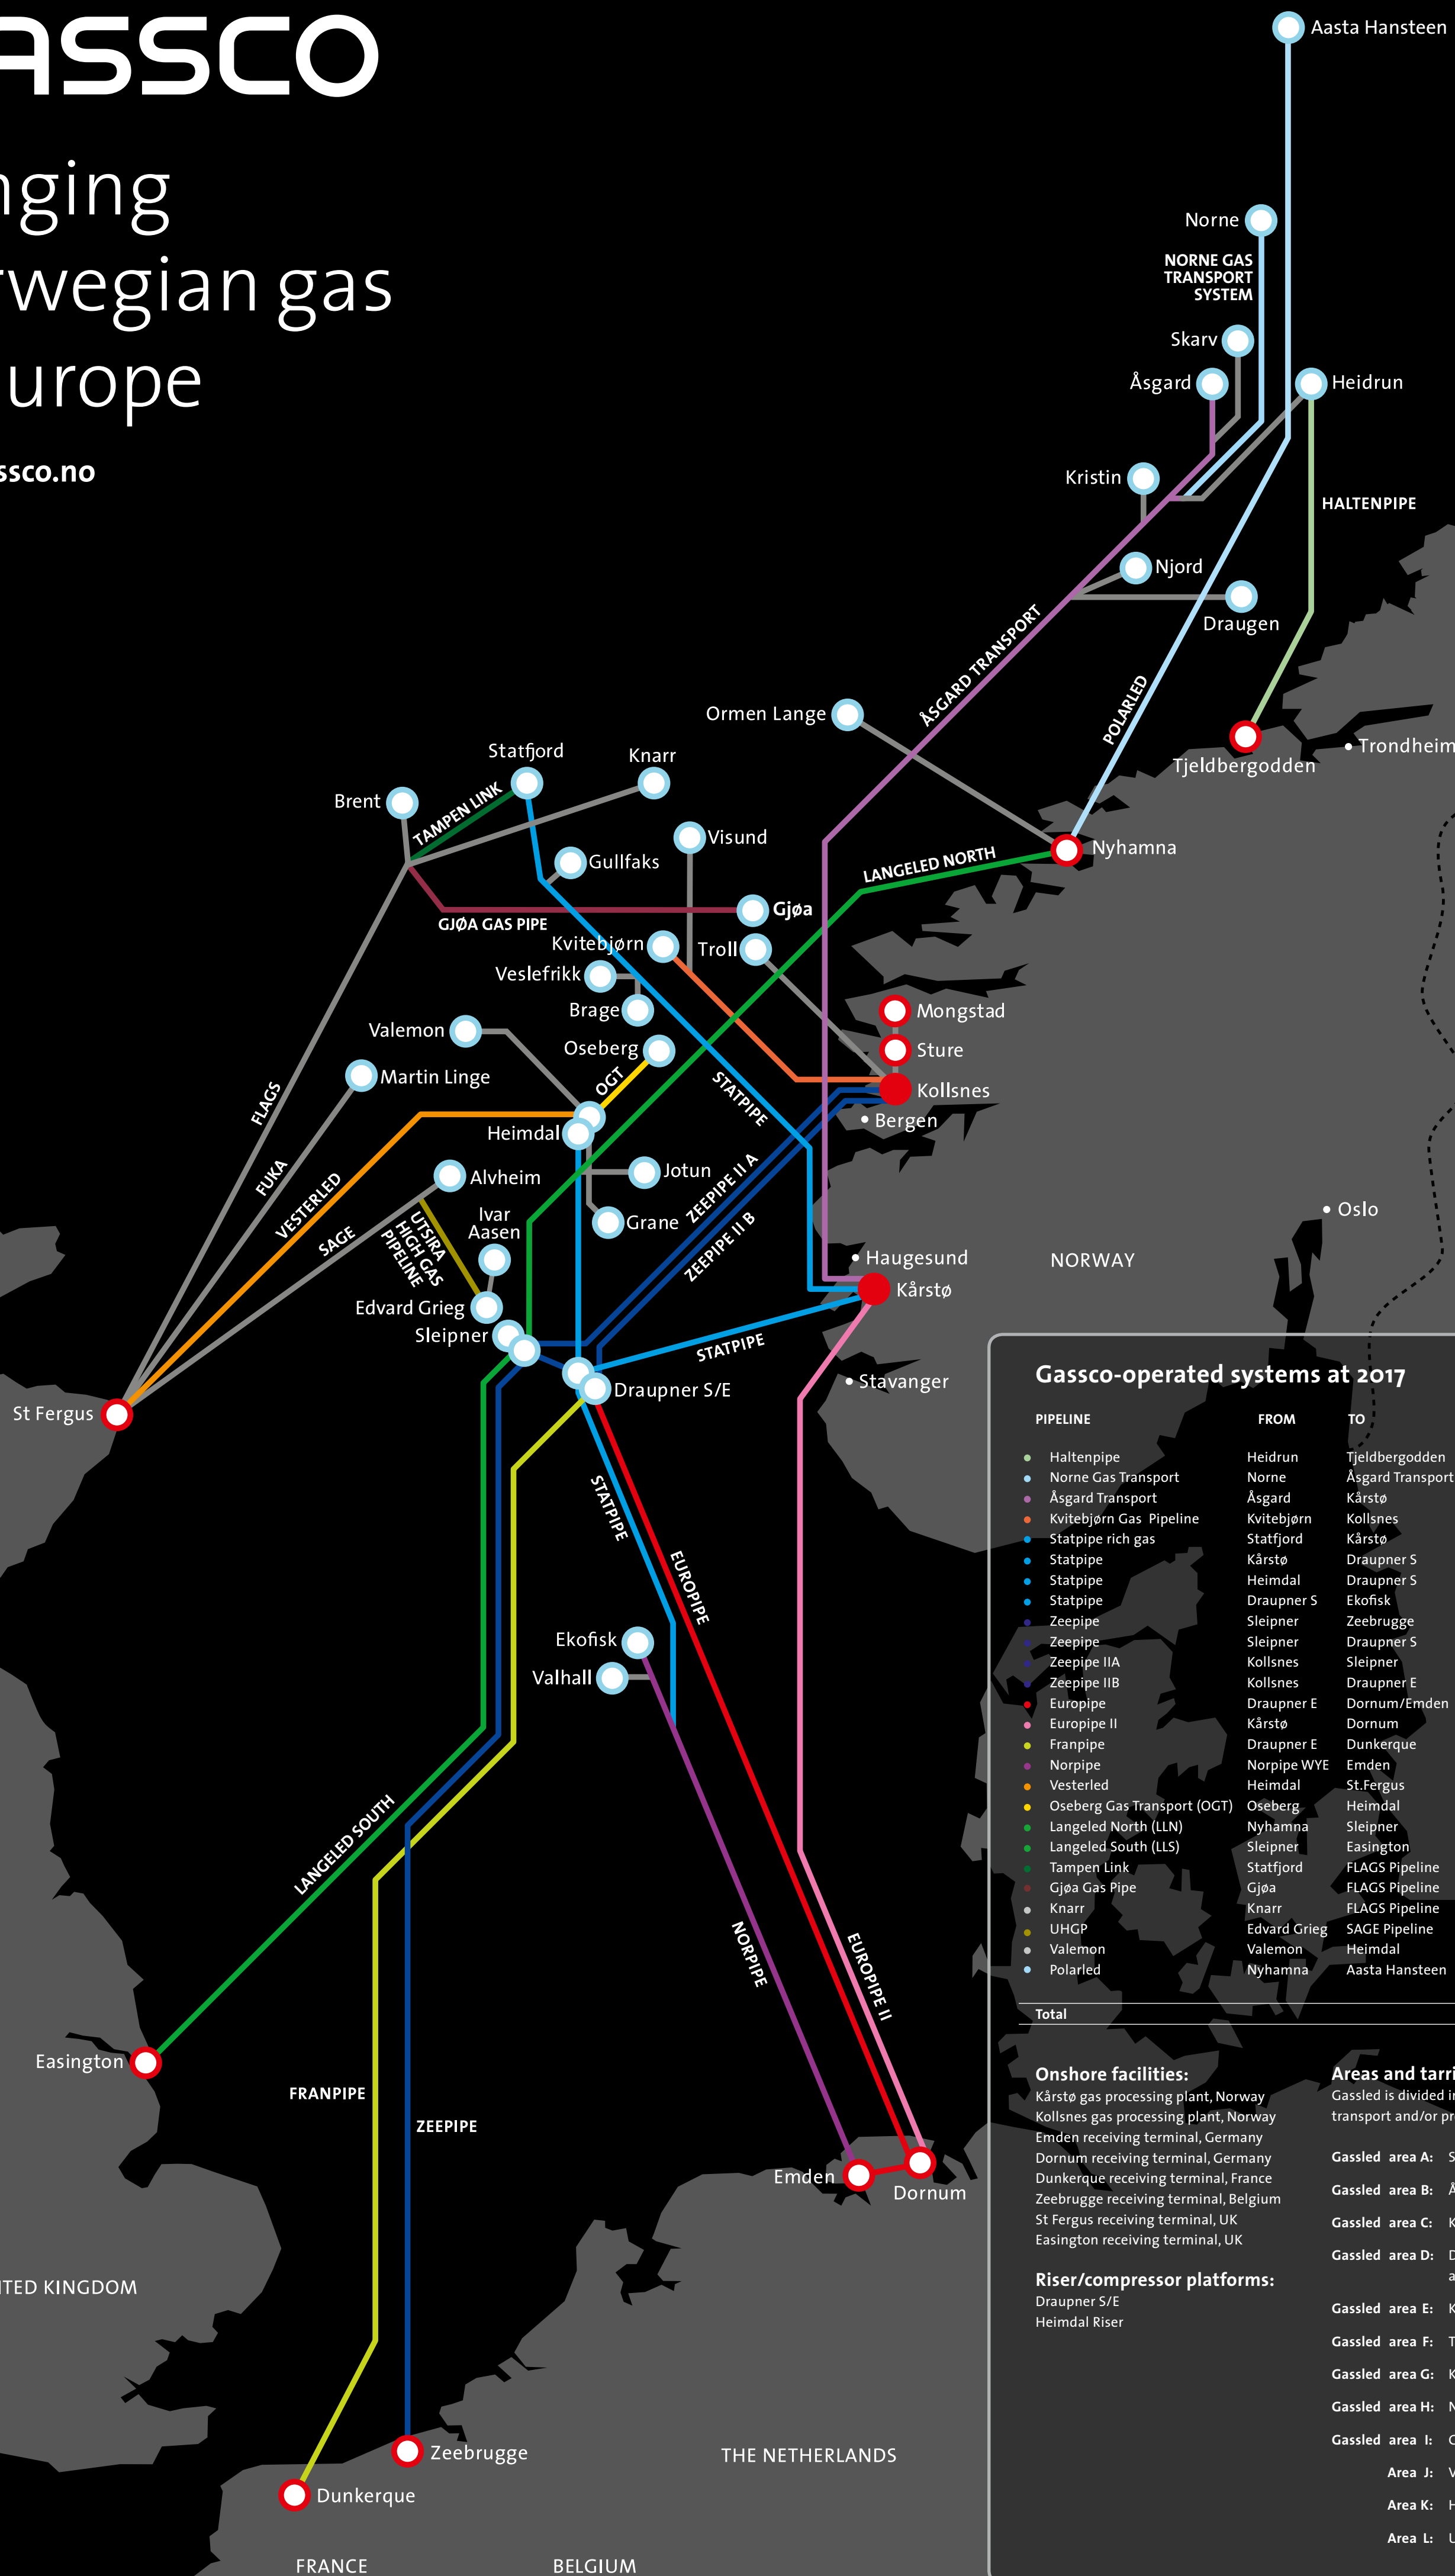 ASSCO
nging
rwegian gas
urope
ssco.no
Aasta Hansteen
Norne
NORNE GAS
TRANSPORT
SYSTEM
Skarv
Åsgard
Heidrun
Kristin
HALTENPIPE
Njord
Draugen
ÅSGARD TRANSPORT
POLARLED
Ormen Lange
Trondheim
Tjeldbergodden
Statfjord
Knarr
Brent
TAMPEN LINK
Visund
Nyhamna
Gullfaks
LANGELED NORTH
Gjøa
GJØA GAS PIPE
Kvitebjørn
Troll
Veslefrikk
Brage
Mongstad
Valemon
Oseberg
Sture
Martin Linge
OGT
STATPIPE
Kollsnes
FLAGS
Bergen
Heimdal
FUKA
VESTERLED
Alvheim
Jotun
ZEEPIPE II A
Oslo
SAGE
UTSIRA
HIGH GAS
PIPELINE
Ivar
Aasen
Grane
ZEEPIPE II B
Haugesund
NORWAY
Kårstø
Edvard Grieg
Sleipner
STATPIPE
Stavanger
Draupner S/E
St Fergus
STATPIPE
EUROPIPE
Ekofisk
Valhall
LANGELED SOUTH
NORPIPE
EUROPIPE II
Easington
FRANPIPE
ZEEPIPE
Emden
Dornum
ITED KINGDOM
Zeebrugge
THE NETHERLANDS
Dunkerque
FRANCE
BELGIUM
Gassco-operated systems at 2017
PIPELINE FROM TO
Haltenpipe Heidrun Tjeldbergodden
Norne Gas Transport Norne Åsgard Transport
Åsgard Transport Åsgard Kårstø
Kvitebjørn Gas Pipeline Kvitebjørn Kollsnes
Statpipe rich gas Statfjord Kårstø
Statpipe Kårstø Draupner S
Statpipe Heimdal Draupner S
Statpipe Draupner S Ekofisk
Zeepipe Sleipner Zeebrugge
Zeepipe Sleipner Draupner S
Zeepipe IIA Kollsnes Sleipner
Zeepipe IIB Kollsnes Draupner E
Europipe Draupner E Dornum/Emden
Europipe II Kårstø Dornum
Franpipe Draupner E Dunkerque
Norpipe Norpipe WYE Emden
Vesterled Heimdal St.Fergus
Oseberg Gas Transport (OGT) Oseberg Heimdal
Langeled North (LLN) Nyhamna Sleipner
Langeled South (LLS) Sleipner Easington
Tampen Link Statfjord FLAGS Pipeline
Gjøa Gas Pipe Gjøa FLAGS Pipeline
Knarr Knarr FLAGS Pipeline
UHGP Edvard Grieg SAGE Pipeline
Valemon Valemon Heimdal
Polarled Nyhamna Aasta Hansteen
Total
Onshore facilities:
Kårstø gas processing plant, Norway
Kollsnes gas processing plant, Norway
Emden receiving terminal, Germany
Dornum receiving terminal, Germany
Dunkerque receiving terminal, France
Zeebrugge receiving terminal, Belgium
St Fergus receiving terminal, UK
Easington receiving terminal, UK
Riser/compressor platforms:
Draupner S/E
Heimdal Riser
Areas and tarri
Gassled is divided i
transport and/or pr
Gassled area A: S
Gassled area B: Å
Gassled area C: K
Gassled area D: D
a
Gassled area E: K
Gassled area F: T
Gassled area G: K
Gassled area H: N
Gassled area I: O
Area J: V
Area K: H
Area L: U